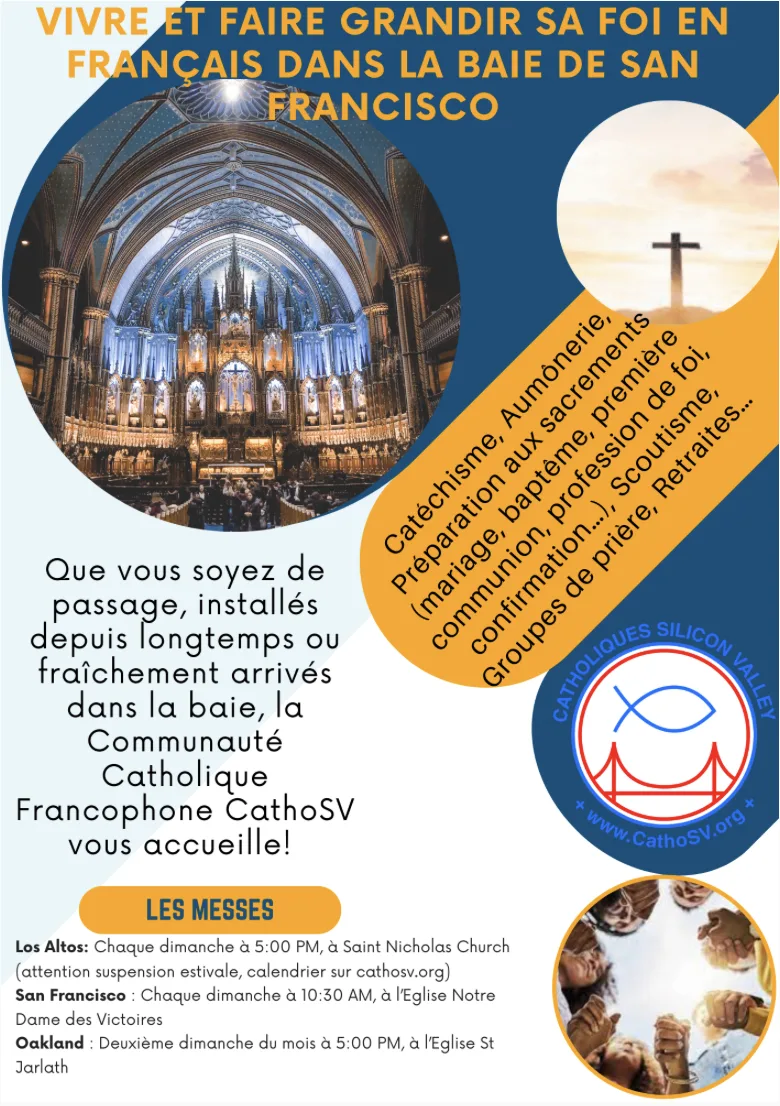 VIVRE ET FAIRE GRANDIR SA FOI EN
FRANÇAIS DANS LA BAIE DE SAN
FRANCISCO
Catéchisme, Aumônerie,
Préparation aux sacrements
(mariage, baptême, première
communion, profession de foi,
confirmation...), Scoutisme,
Groupes de prière, Retraites...
Que vous soyez de
passage, installés
depuis longtemps ou
fraîchement arrivés
dans la baie, la
Communauté
Catholique
Francophone CathoSV
vous accueille!
CATHOLIQUES SILICON VALLEY
+ www.CathoSV.org +
LES MESSES
Los Altos: Chaque dimanche à 5:00 PM, à Saint Nicholas Church
(attention suspension estivale, calendrier sur cathosv.org)
San Francisco : Chaque dimanche à 10:30 AM, à l'Eglise Notre
Dame des Victoires
Oakland : Deuxième dimanche du mois à 5:00 PM, à l'Eglise St
Jarlath